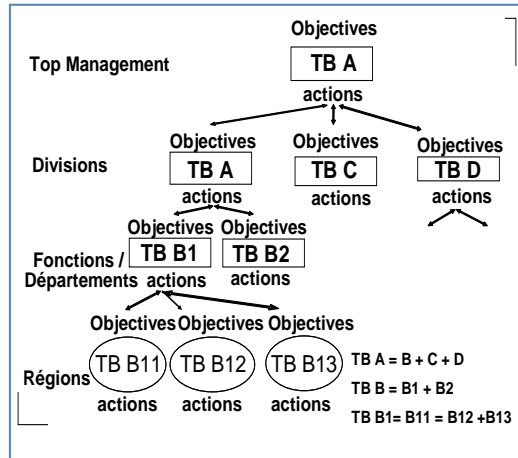 Objectives
Top Management
TB A
actions
Objectives Objectives Objectives
Divisions
TB A TB C TB D
actions actions actions
Objectives Objectives
Fonctions / Départements
TB B1 TB B2
actions actions
Objectives Objectives Objectives
Régions
TB B11 TB B12 TB B13
actions actions actions
TB A = B + C + D
TB B = B1 + B2
TB B1= B11 = B12 +B13